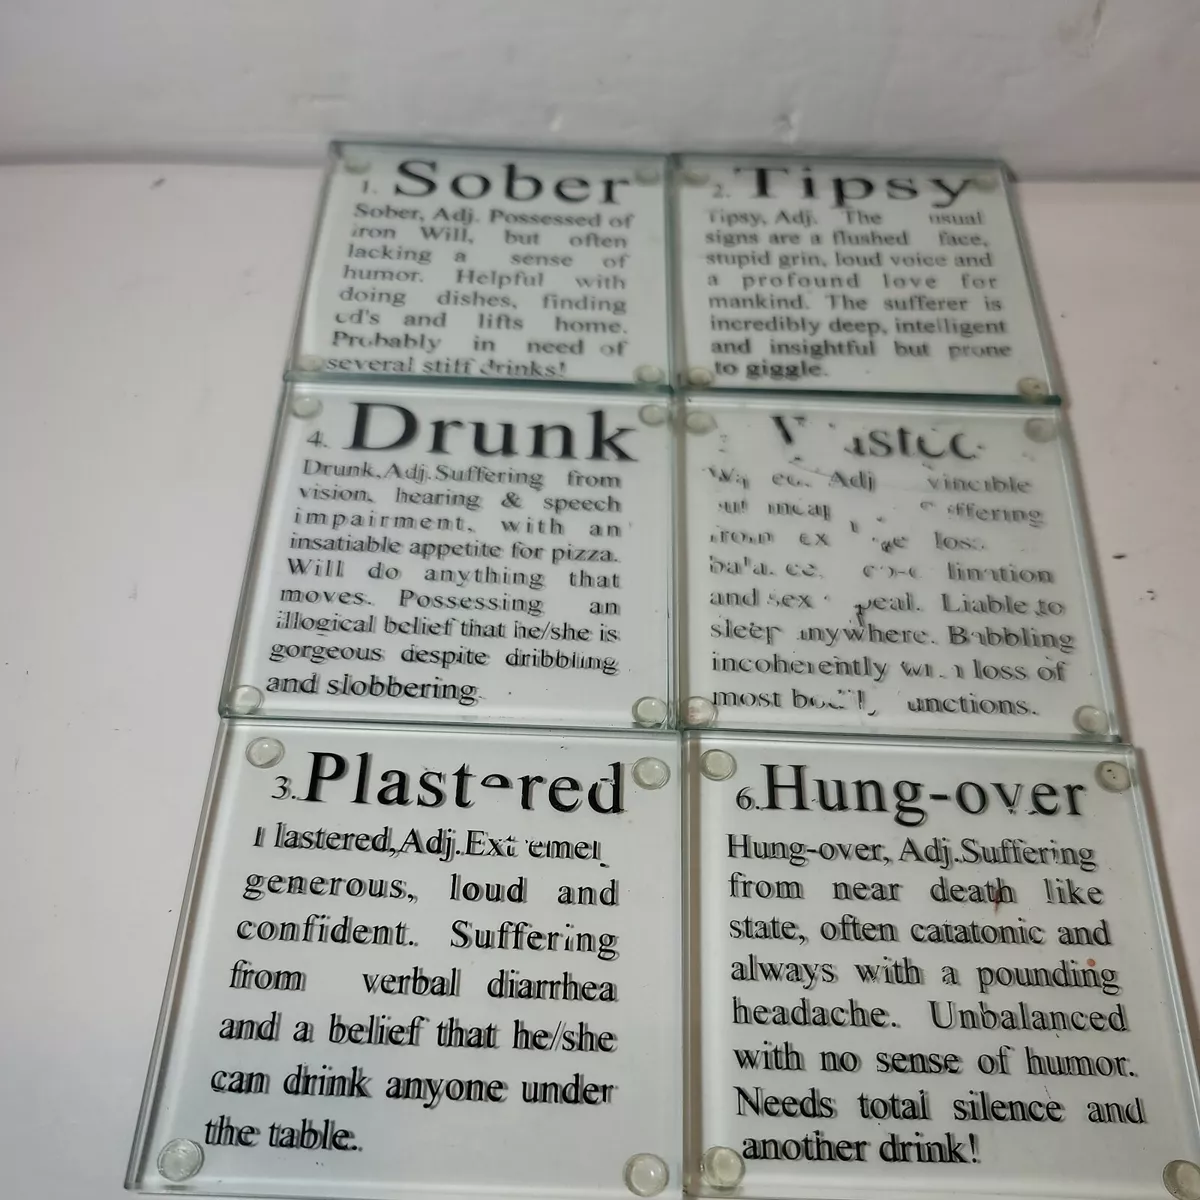 1. Sober
Sober, Adj. Possessed of
iron Will, but often
lacking a sense of
humor. Helpful with
doing dishes, finding
cd's and lifts home.
Probably in need of
several stiff drinks!
2. Tipsy
Tipsy, Adj. The usual
signs are a flushed face,
stupid grin, loud voice and
a profound love for
mankind. The sufferer is
incredibly deep, intelligent
and insightful but prone
to giggle.
4. Drunk
Drunk, Adj. Suffering from
vision, hearing & speech
impairment, with an
insatiable appetite for pizza.
Will do anything that
moves. Possessing an
illogical belief that he/she is
gorgeous despite dribbling
and slobbering.
Adj
from loss
and sex Liable to
sleep anywhere. Babbling
incoherently loss of
most
3. Plastered
Plastered, Adj. Extremely
generous, loud and
confident. Suffering
from verbal diarrhea
and a belief that he/she
can drink anyone under
the table.
6. Hung-over
Hung-over, Adj.Suffering
from near death like
state, often catatonic and
always with a pounding
headache. Unbalanced
with no sense of humor.
Needs total silence and
another drink!